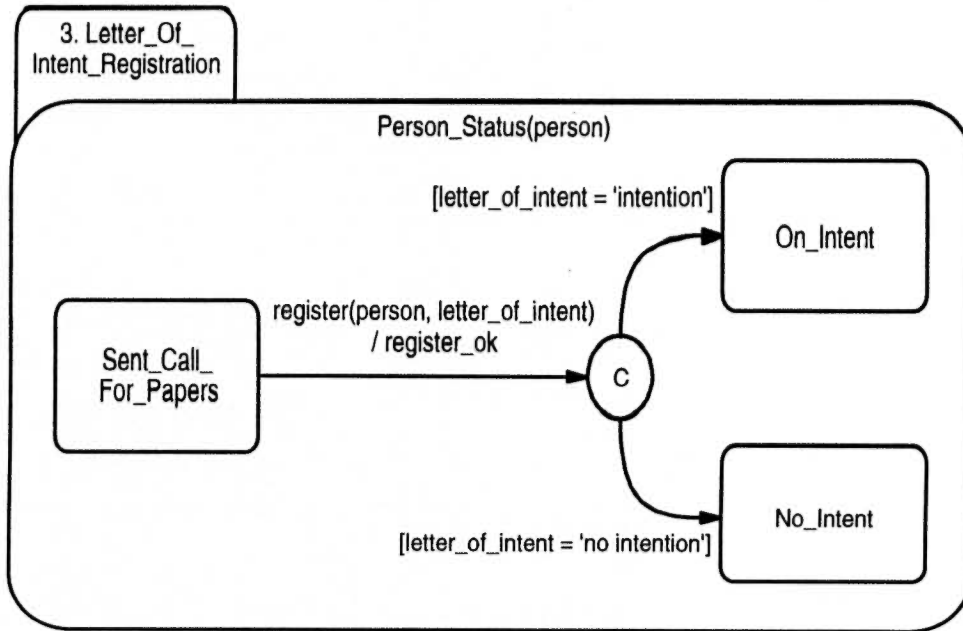 3. Letter_Of_
Intent_Registration
Person_Status(person)
[letter_of_intent = 'intention']
On_Intent
register(person, letter_of_intent)
/ register_ok
Sent_Call_
For_Papers
C
No_Intent
[letter_of_intent = 'no intention']